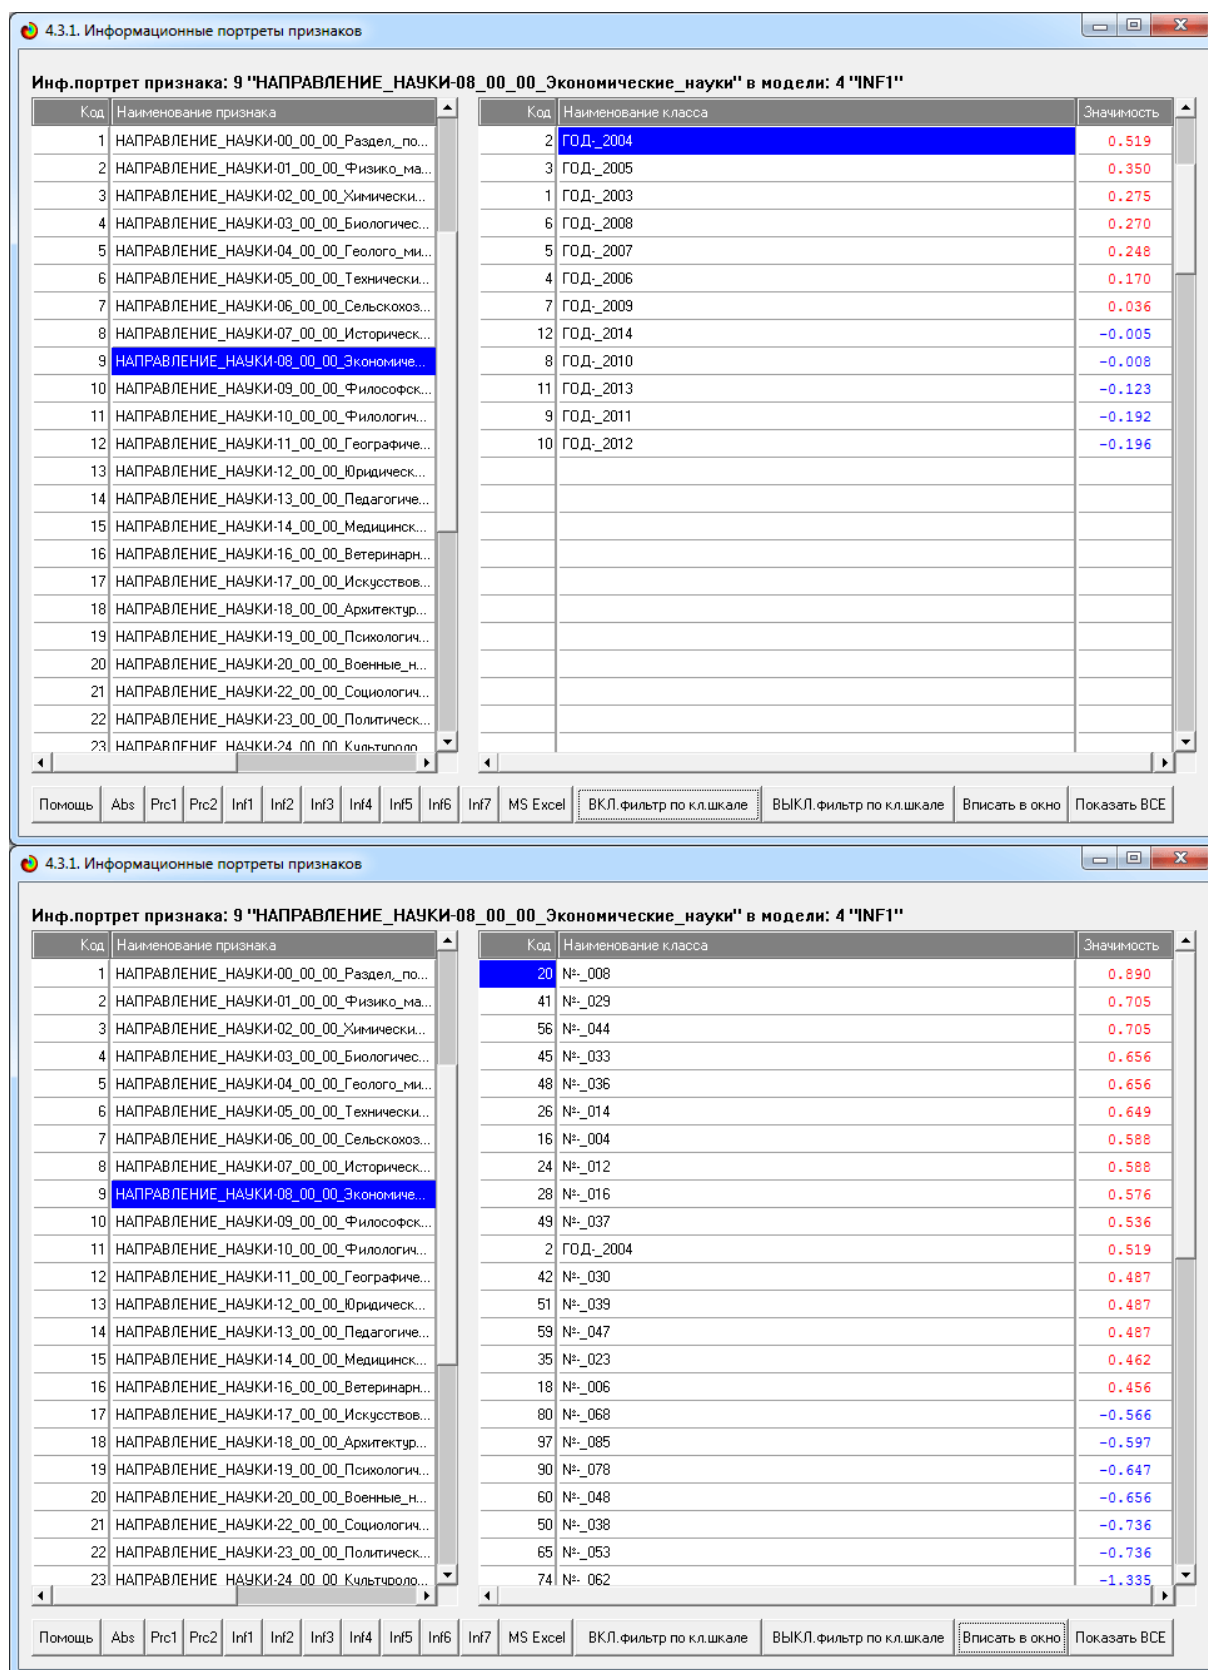 4.3.1. Информационные портреты признаков
Инф.портрет признака: 9 "НАПРАВЛЕНИЕ_НАУКИ-08_00_00_Экономические_науки" в модели: 4 "INF1"
Код Наименование признака Код Наименование класса Значимость
1 НАПРАВЛЕНИЕ_НАУКИ-00_00_00_Раздел,_по... 2 ГОД-_2004 0.519
2 НАПРАВЛЕНИЕ_НАУКИ-01_00_00_Физико_ма... 3 ГОД-_2005 0.350
3 НАПРАВЛЕНИЕ_НАУКИ-02_00_00_Химически... 1 ГОД-_2003 0.275
4 НАПРАВЛЕНИЕ_НАУКИ-03_00_00_Биологичес... 6 ГОД-_2008 0.270
5 НАПРАВЛЕНИЕ_НАУКИ-04_00_00_Геолого_ми... 5 ГОД-_2007 0.248
6 НАПРАВЛЕНИЕ_НАУКИ-05_00_00_Технически... 4 ГОД-_2006 0.170
7 НАПРАВЛЕНИЕ_НАУКИ-06_00_00_Сельскохоз... 7 ГОД-_2009 0.036
8 НАПРАВЛЕНИЕ_НАУКИ-07_00_00_Историческ... 12 ГОД-_2014 -0.005
9 НАПРАВЛЕНИЕ_НАУКИ-08_00_00_Экономиче... 8 ГОД-_2010 -0.008
10 НАПРАВЛЕНИЕ_НАУКИ-09_00_00_Философск... 11 ГОД-_2013 -0.123
11 НАПРАВЛЕНИЕ_НАУКИ-10_00_00_Филологич... 9 ГОД-_2011 -0.192
12 НАПРАВЛЕНИЕ_НАУКИ-11_00_00_Географиче... 10 ГОД-_2012 -0.196
13 НАПРАВЛЕНИЕ_НАУКИ-12_00_00_Юридическ...
14 НАПРАВЛЕНИЕ_НАУКИ-13_00_00_Педагогиче...
15 НАПРАВЛЕНИЕ_НАУКИ-14_00_00_Медицинск...
16 НАПРАВЛЕНИЕ_НАУКИ-16_00_00_Ветеринарн...
17 НАПРАВЛЕНИЕ_НАУКИ-17_00_00_Искусствов...
18 НАПРАВЛЕНИЕ_НАУКИ-18_00_00_Архитектур...
19 НАПРАВЛЕНИЕ_НАУКИ-19_00_00_Психологич...
20 НАПРАВЛЕНИЕ_НАУКИ-20_00_00_Военные_н...
21 НАПРАВЛЕНИЕ_НАУКИ-22_00_00_Социологич...
22 НАПРАВЛЕНИЕ_НАУКИ-23_00_00_Политическ...
23 НАПРАВЛЕНИЕ_НАУКИ-24_00_00_Культуроло...
Помощь Abs Prc1 Prc2 Inf1 Inf2 Inf3 Inf4 Inf5 Inf6 Inf7 MS Excel ВКЛ.фильтр по кл.шкале ВЫКЛ.фильтр по кл.шкале Вписать в окно Показать ВСЕ
4.3.1. Информационные портреты признаков
Инф.портрет признака: 9 "НАПРАВЛЕНИЕ_НАУКИ-08_00_00_Экономические_науки" в модели: 4 "INF1"
Код Наименование признака Код Наименование класса Значимость
1 НАПРАВЛЕНИЕ_НАУКИ-00_00_00_Раздел,_по... 20 №-_008 0.890
2 НАПРАВЛЕНИЕ_НАУКИ-01_00_00_Физико_ма... 41 №-_029 0.705
3 НАПРАВЛЕНИЕ_НАУКИ-02_00_00_Химически... 56 №-_044 0.705
4 НАПРАВЛЕНИЕ_НАУКИ-03_00_00_Биологичес... 45 №-_033 0.656
5 НАПРАВЛЕНИЕ_НАУКИ-04_00_00_Геолого_ми... 48 №-_036 0.656
6 НАПРАВЛЕНИЕ_НАУКИ-05_00_00_Технически... 26 №-_014 0.649
7 НАПРАВЛЕНИЕ_НАУКИ-06_00_00_Сельскохоз... 16 №-_004 0.588
8 НАПРАВЛЕНИЕ_НАУКИ-07_00_00_Историческ... 24 №-_012 0.588
9 НАПРАВЛЕНИЕ_НАУКИ-08_00_00_Экономиче... 28 №-_016 0.576
10 НАПРАВЛЕНИЕ_НАУКИ-09_00_00_Философск... 49 №-_037 0.536
11 НАПРАВЛЕНИЕ_НАУКИ-10_00_00_Филологич... 2 ГОД-_2004 0.519
12 НАПРАВЛЕНИЕ_НАУКИ-11_00_00_Географиче... 42 №-_030 0.487
13 НАПРАВЛЕНИЕ_НАУКИ-12_00_00_Юридическ... 51 №-_039 0.487
14 НАПРАВЛЕНИЕ_НАУКИ-13_00_00_Педагогиче... 59 №-_047 0.487
15 НАПРАВЛЕНИЕ_НАУКИ-14_00_00_Медицинск... 35 №-_023 0.462
16 НАПРАВЛЕНИЕ_НАУКИ-16_00_00_Ветеринарн... 18 №-_006 0.456
17 НАПРАВЛЕНИЕ_НАУКИ-17_00_00_Искусствов... 80 №-_068 -0.566
18 НАПРАВЛЕНИЕ_НАУКИ-18_00_00_Архитектур... 97 №-_085 -0.597
19 НАПРАВЛЕНИЕ_НАУКИ-19_00_00_Психологич... 90 №-_078 -0.647
20 НАПРАВЛЕНИЕ_НАУКИ-20_00_00_Военные_н... 60 №-_048 -0.656
21 НАПРАВЛЕНИЕ_НАУКИ-22_00_00_Социологич... 50 №-_038 -0.736
22 НАПРАВЛЕНИЕ_НАУКИ-23_00_00_Политическ... 65 №-_053 -0.736
23 НАПРАВЛЕНИЕ_НАУКИ-24_00_00_Культуроло... 74 №-_062 -1.335
Помощь Abs Prc1 Prc2 Inf1 Inf2 Inf3 Inf4 Inf5 Inf6 Inf7 MS Excel ВКЛ.фильтр по кл.шкале ВЫКЛ.фильтр по кл.шкале Вписать в окно Показать ВСЕ